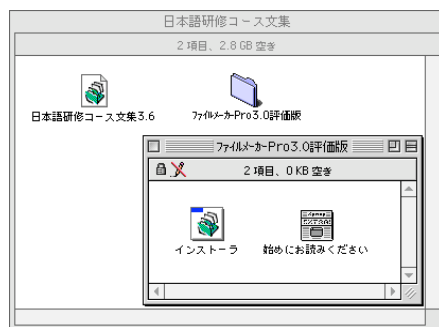 日本語研修コース文集
2 項目、2.8 GB 空き
日本語研修コース文集3.6
ファイルメーカーPro3.0評価版
ファイルメーカーPro3.0評価版
2 項目、0 KB 空き
インストーラ
始めにお読みください